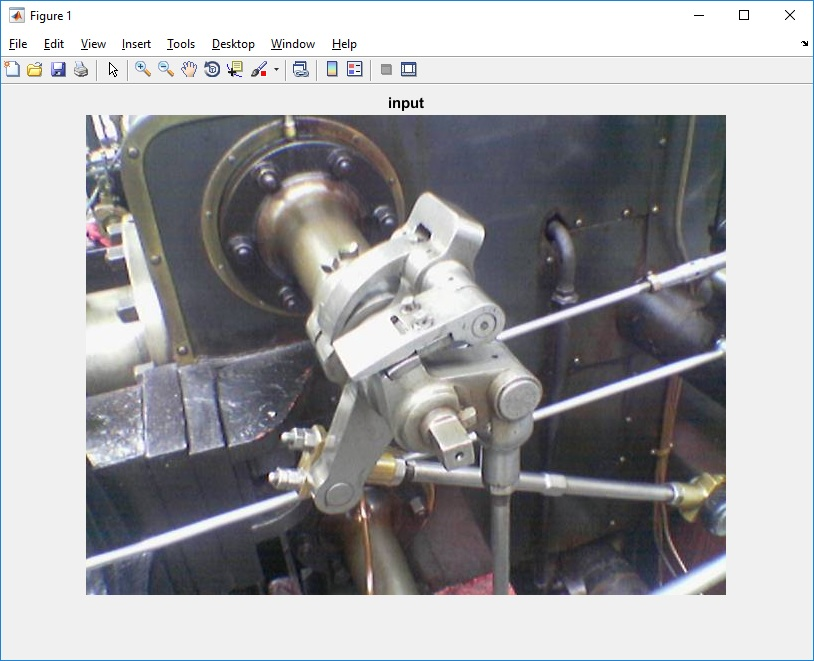 Figure 1
File Edit View Insert Tools Desktop Window Help
input